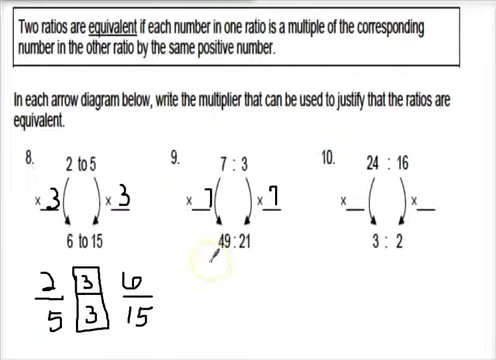 Two ratios are equivalent if each number in one ratio is a multiple of the corresponding
number in the other ratio by the same positive number.
In each arrow diagram below, write the multiplier that can be used to justify that the ratios are
equivalent.
8. 2 to 5
× 3 × 3
6 to 15
9. 7 : 3
× 7 × 7
49 : 21
10. 24 : 16
× __ × __
3 : 2
2 3 6
5 3 15